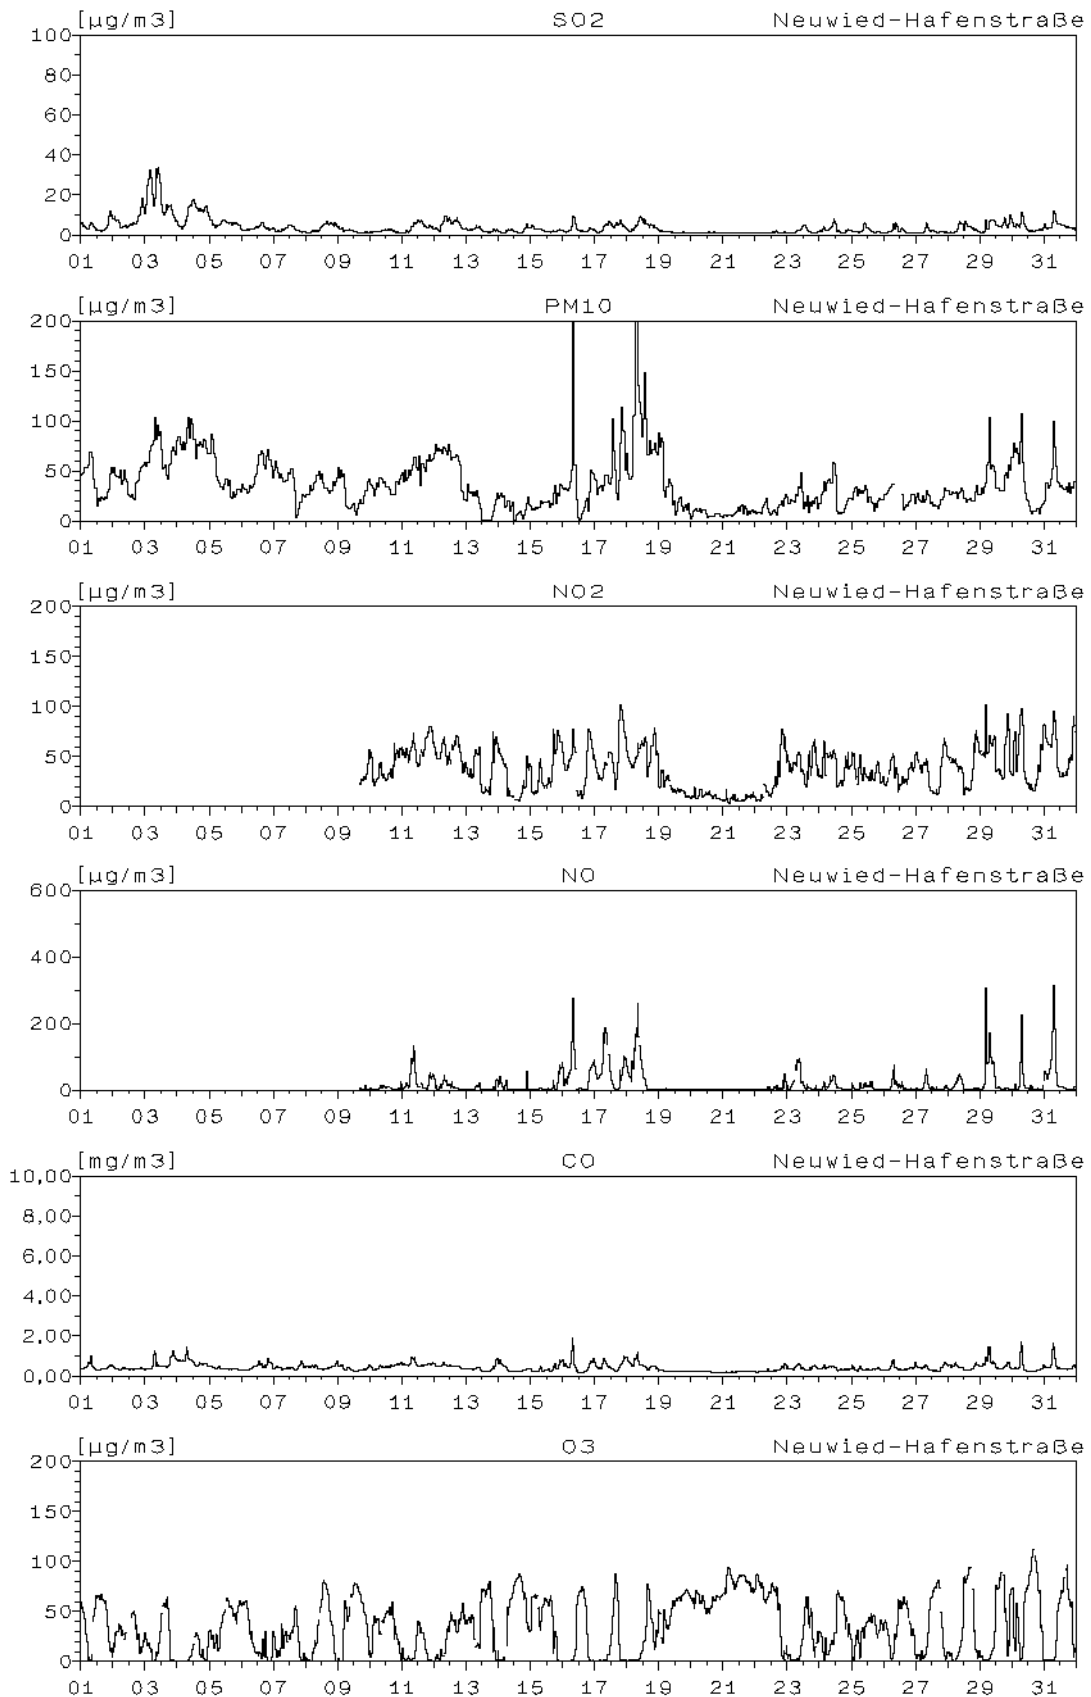 [µg/m3] SO2 Neuwied-Hafenstraße
100
80
60
40
20
0
01 03 05 07 09 11 13 15 17 19 21 23 25 27 29 31
[µg/m3] PM10 Neuwied-Hafenstraße
200
150
100
50
0
01 03 05 07 09 11 13 15 17 19 21 23 25 27 29 31
[µg/m3] NO2 Neuwied-Hafenstraße
200
150
100
50
0
01 03 05 07 09 11 13 15 17 19 21 23 25 27 29 31
[µg/m3] NO Neuwied-Hafenstraße
600
400
200
0
01 03 05 07 09 11 13 15 17 19 21 23 25 27 29 31
[mg/m3] CO Neuwied-Hafenstraße
10,00
8,00
6,00
4,00
2,00
0,00
01 03 05 07 09 11 13 15 17 19 21 23 25 27 29 31
[µg/m3] O3 Neuwied-Hafenstraße
200
150
100
50
0
01 03 05 07 09 11 13 15 17 19 21 23 25 27 29 31